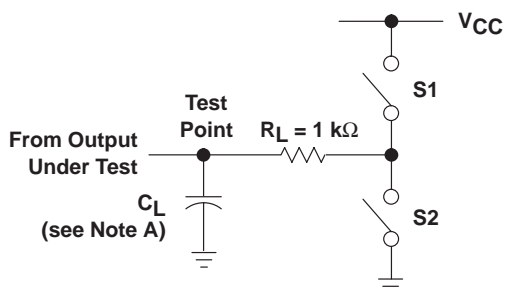 VCC
S1
Test
Point
RL = 1 kΩ
From Output
Under Test
CL
(see Note A)
S2